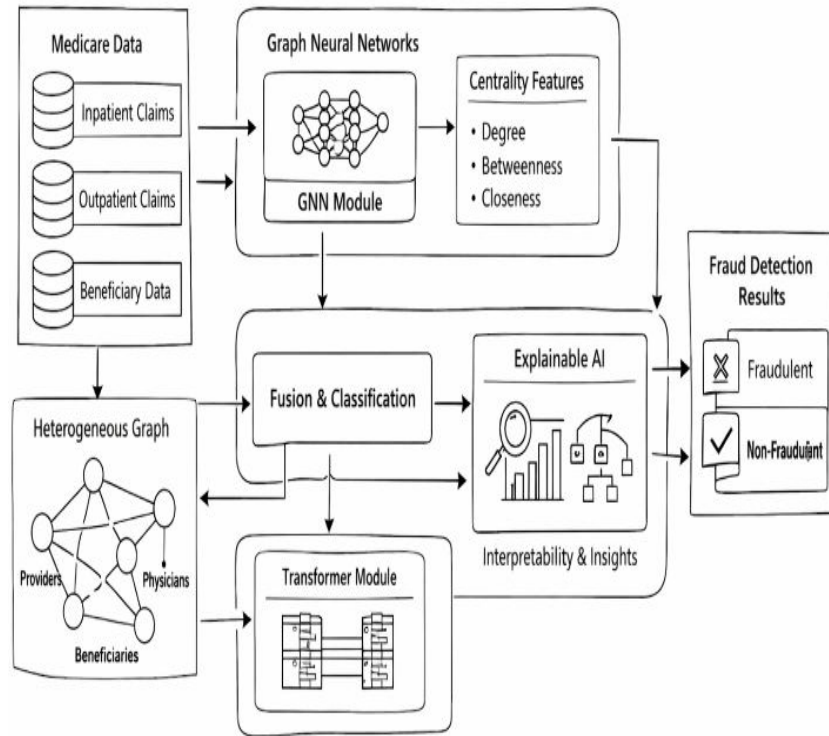 Medicare Data
Inpatient Claims
Outpatient Claims
Beneficiary Data
Graph Neural Networks
GNN Module
Centrality Features
• Degree
• Betweenness
• Closeness
Heterogeneous Graph
Providers
Physicians
Beneficiaries
Fusion & Classification
Explainable AI
Interpretability & Insights
Transformer Module
Fraud Detection
Results
Fraudulent